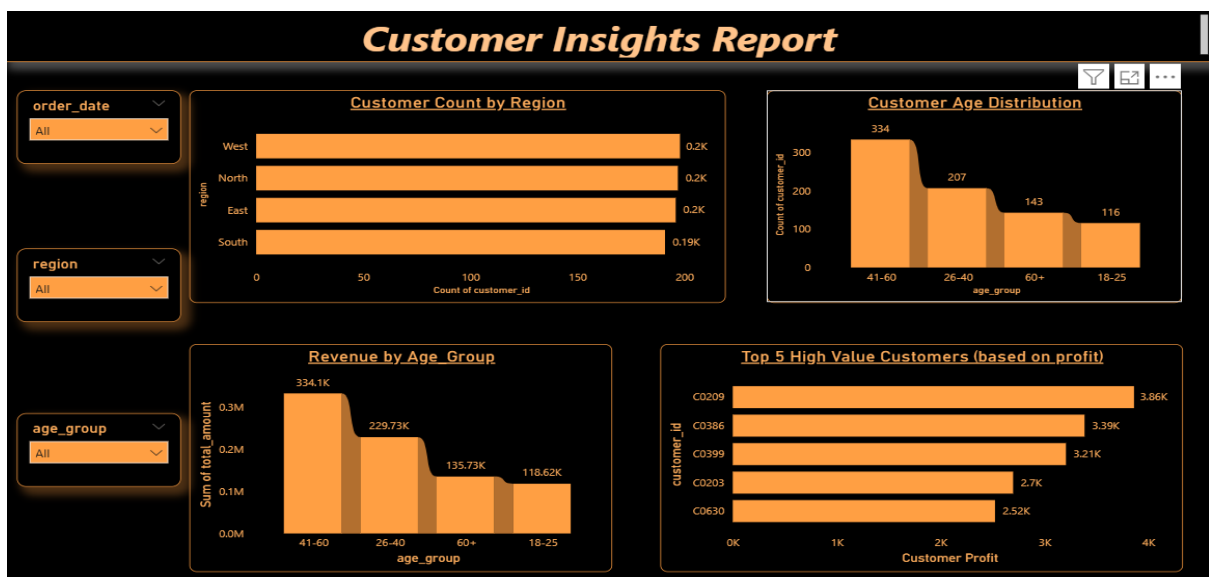 Customer Insights Report
order_date
All
region
All
age_group
All
Customer Count by Region
region
West 0.2K
North 0.2K
East 0.2K
South 0.19K
0 50 100 150 200
Count of customer_id
Customer Age Distribution
Count of customer_id
300
200
100
0
334 207 143 116
41-60 26-40 60+ 18-25
age_group
Revenue by Age_Group
Sum of total_amount
0.3M
0.2M
0.1M
0.0M
334.1K 229.73K 135.73K 118.62K
41-60 26-40 60+ 18-25
age_group
Top 5 High Value Customers (based on profit)
customer_id
C0209 3.86K
C0386 3.39K
C0399 3.21K
C0203 2.7K
C0630 2.52K
0K 1K 2K 3K 4K
Customer Profit